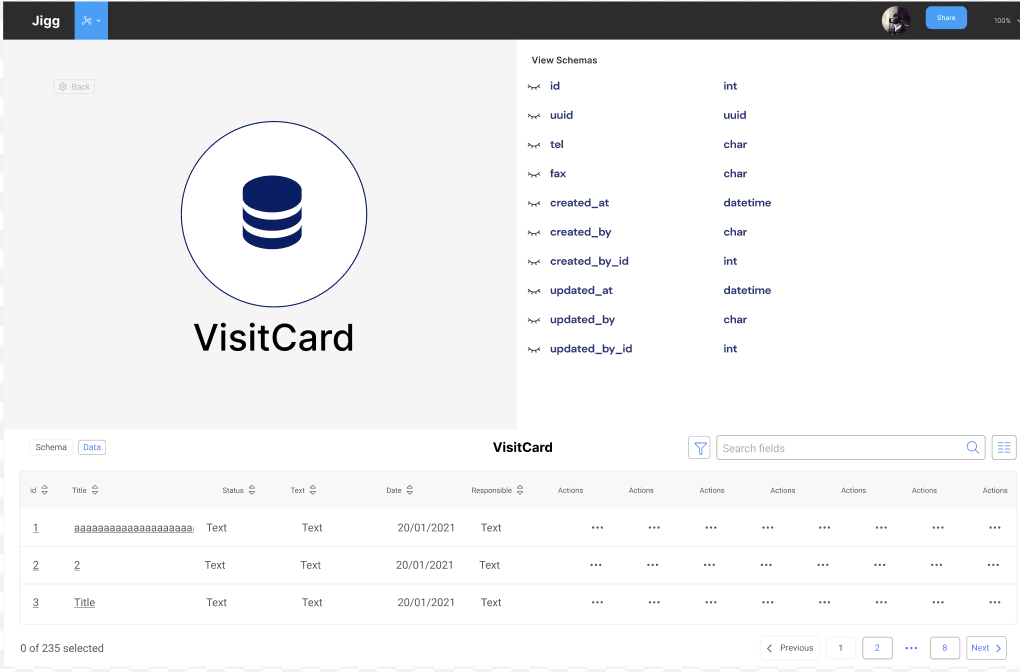 Jigg
Share
100%
Back
VisitCard
View Schemas
id int
uuid uuid
tel char
fax char
created_at datetime
created_by char
created_by_id int
updated_at datetime
updated_by char
updated_by_id int
Schema Data
VisitCard
Search fields
id Title Status Text Date Responsible Actions Actions Actions Actions Actions Actions Actions
1 aaaaaaaaaaaaaaaaaaaa Text Text 20/01/2021 Text ••• ••• ••• ••• ••• ••• ••• •••
2 2 Text Text 20/01/2021 Text ••• ••• ••• ••• ••• ••• ••• •••
3 Title Text Text 20/01/2021 Text ••• ••• ••• ••• ••• ••• ••• •••
0 of 235 selected
Previous 1 2 ••• 8 Next